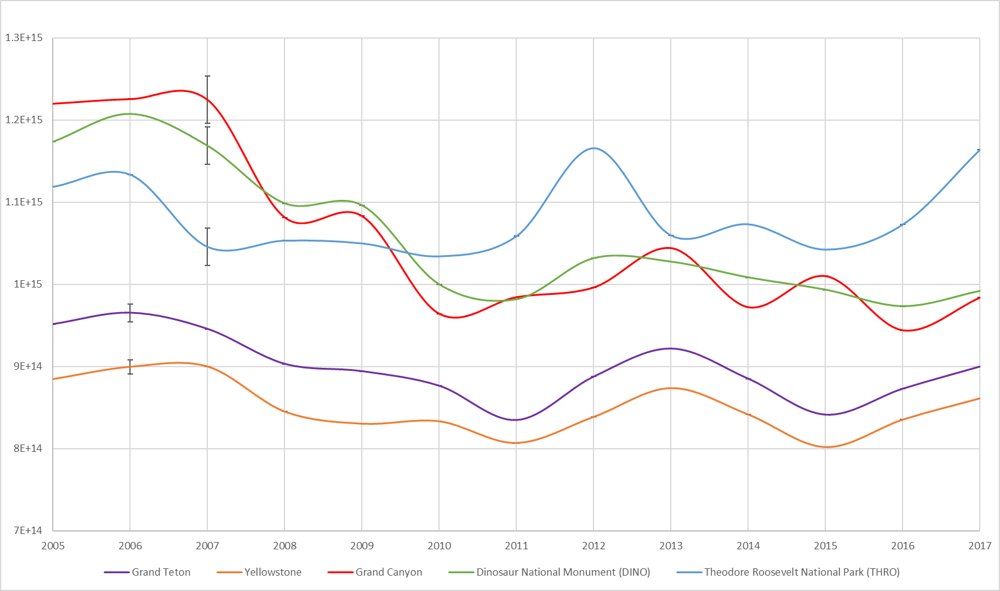 1.3E+15
1.2E+15
1.1E+15
1E+15
9E+14
8E+14
7E+14
2005 2006 2007 2008 2009 2010 2011 2012 2013 2014 2015 2016 2017
Grand Teton Yellowstone Grand Canyon Dinosaur National Monument (DINO) Theodore Roosevelt National Park (THRO)